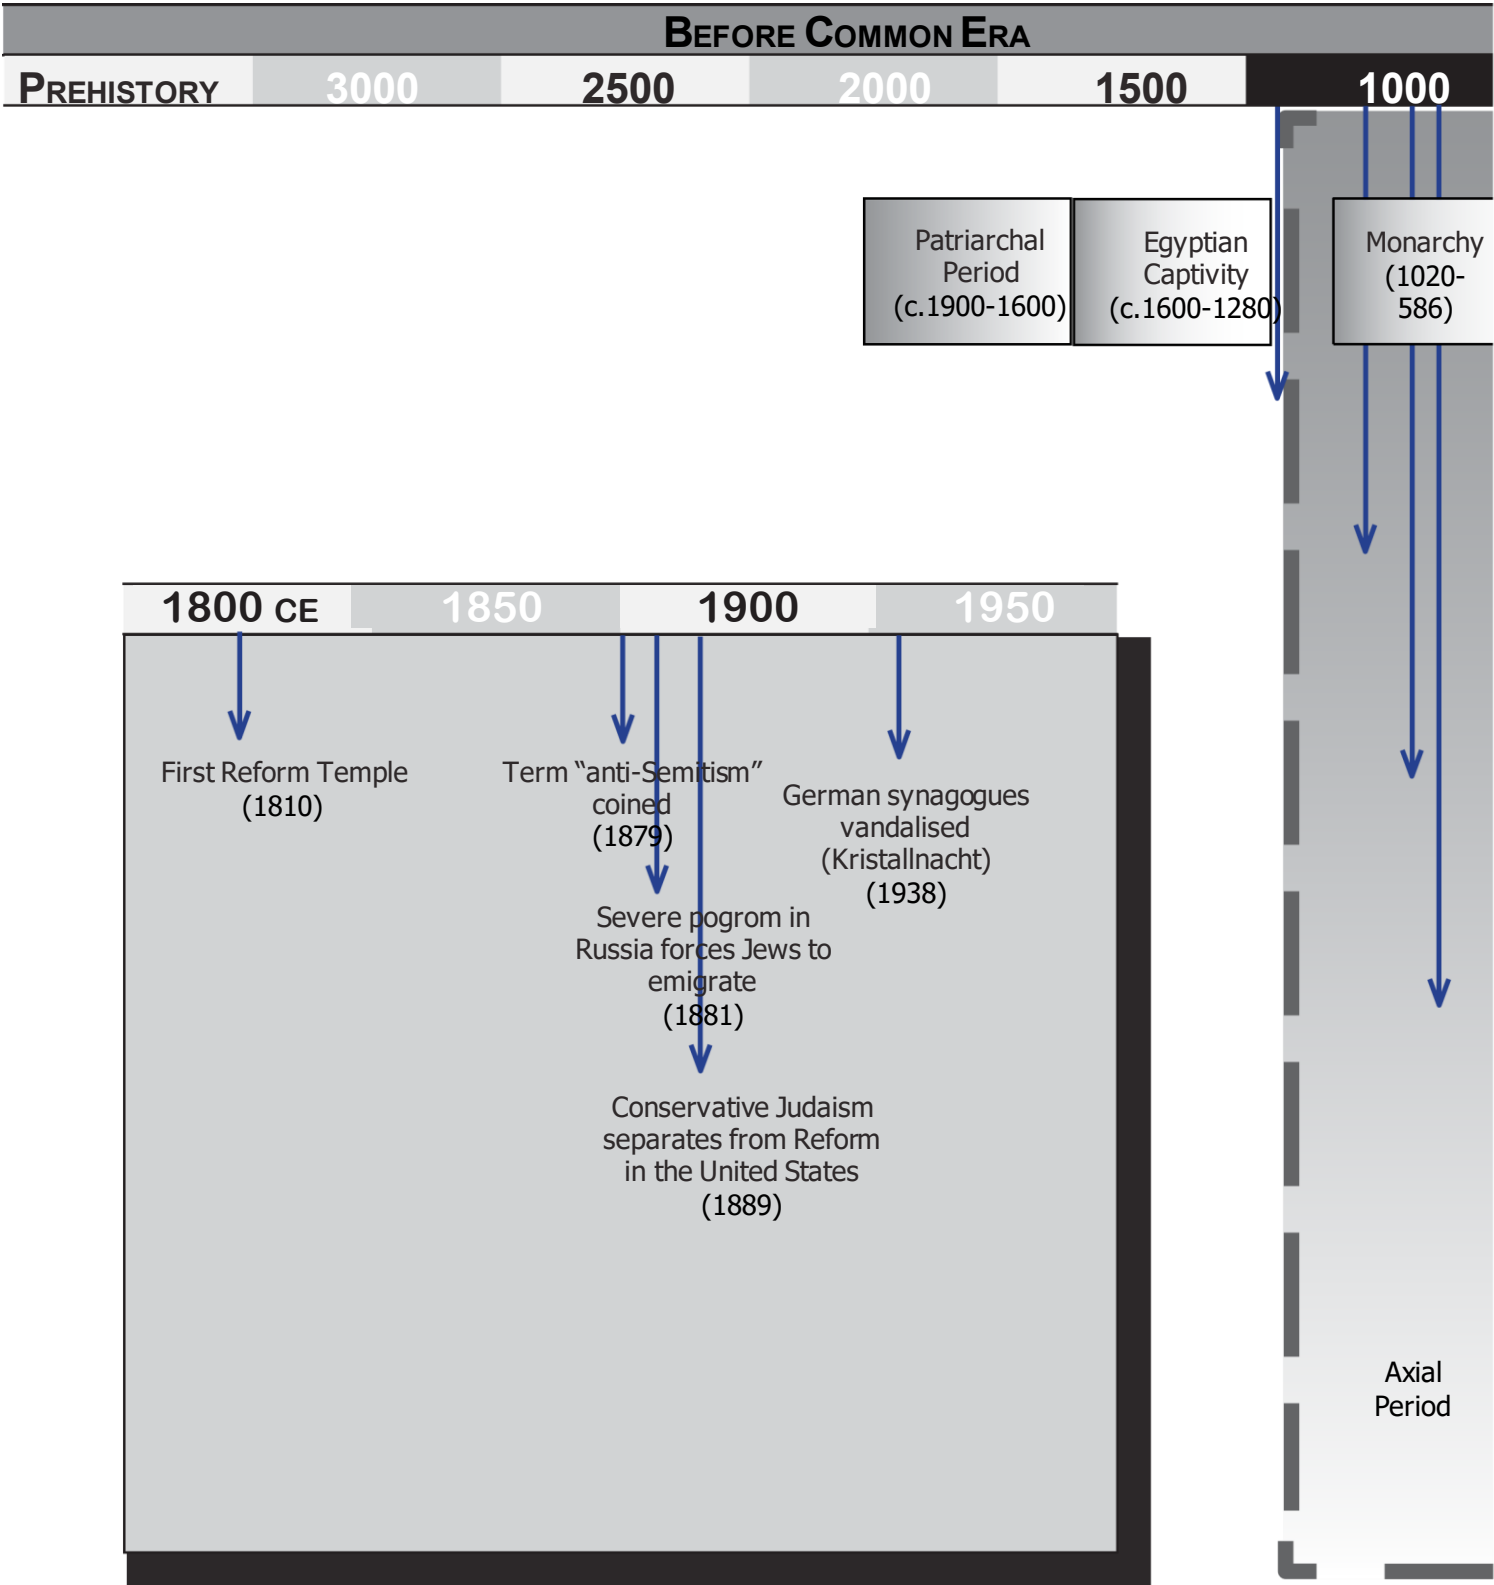 BEFORE COMMON ERA
PREHISTORY 3000 2500 2000 1500 1000
Patriarchal
Period
(c.1900-1600)
Egyptian
Captivity
(c.1600-1280)
Monarchy
(1020-
586)
1800 CE 1850 1900 1950
First Reform Temple
(1810)
Term “anti-Semitism”
coined
(1879)
German synagogues
vandalised
(Kristallnacht)
(1938)
Severe pogrom in
Russia forces Jews to
emigrate
(1881)
Conservative Judaism
separates from Reform
in the United States
(1889)
Axial
Period